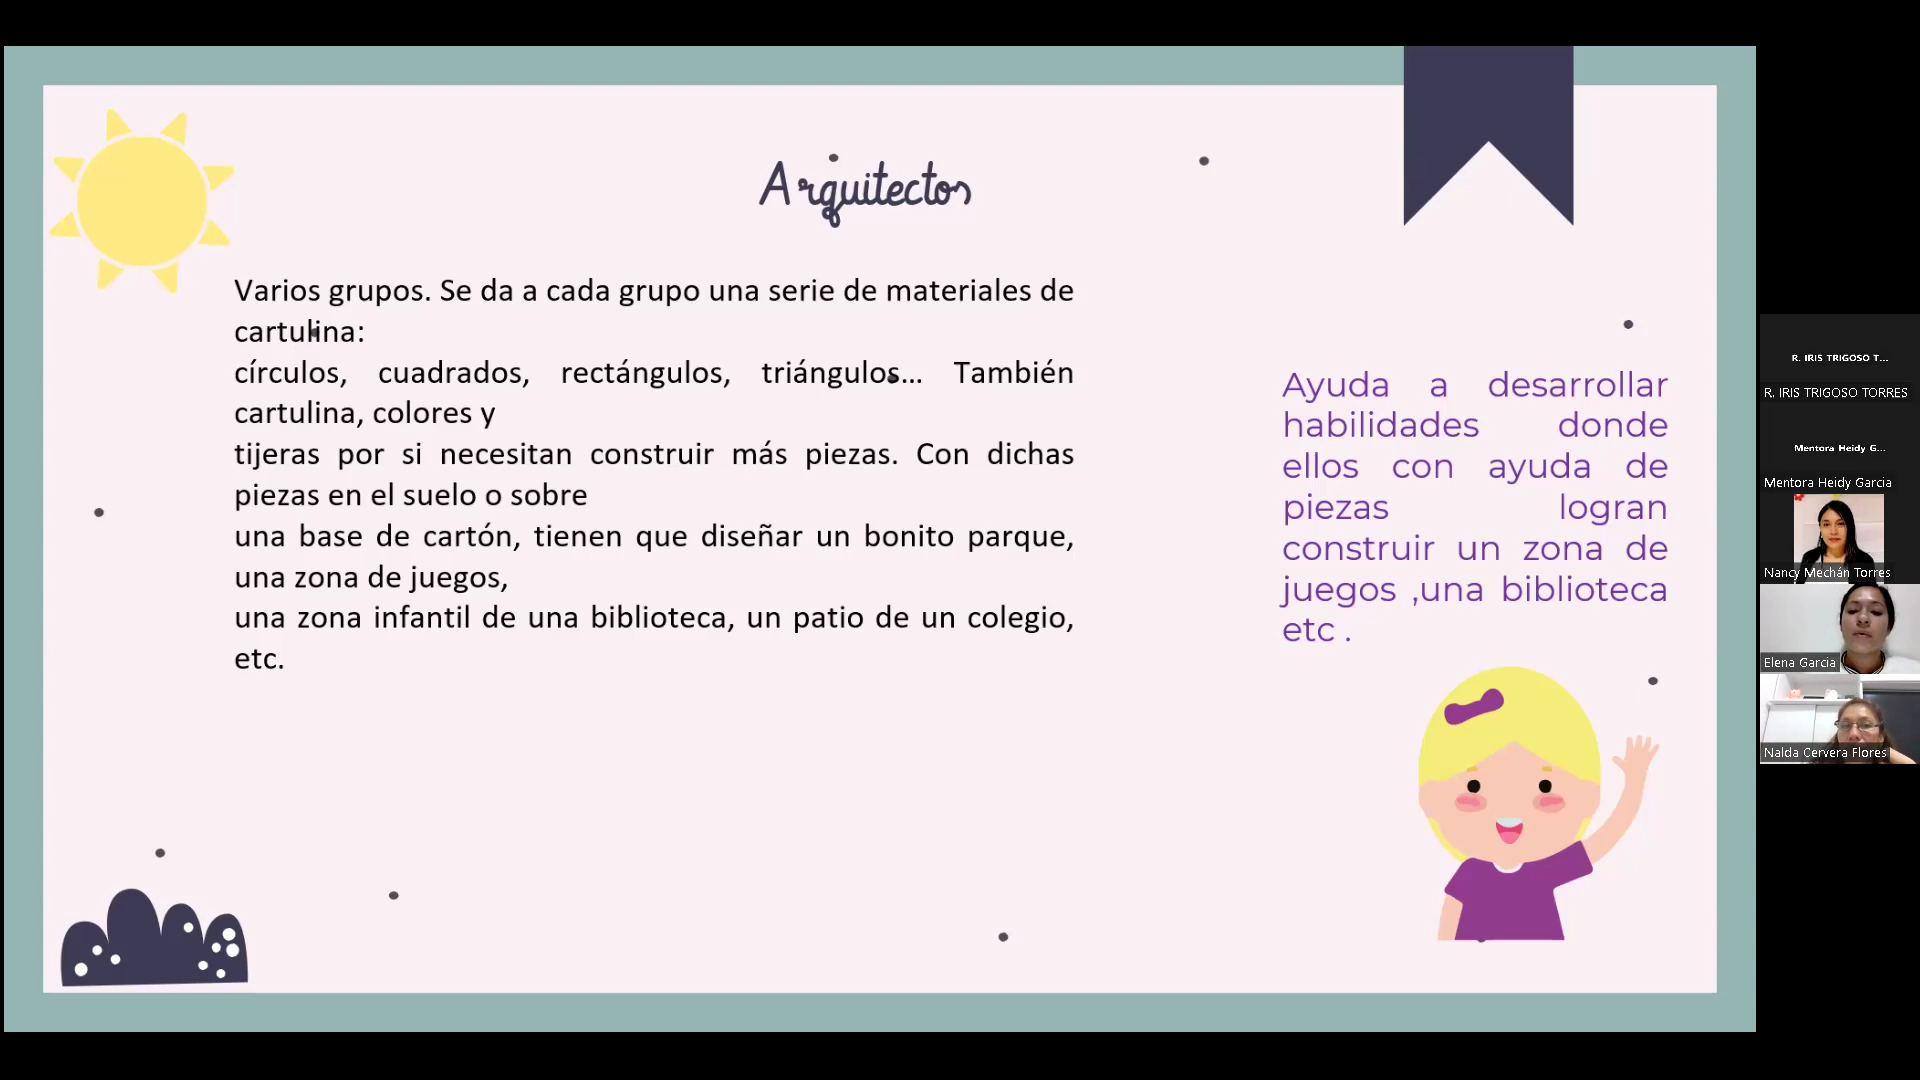 Arquitectos
Varios grupos. Se da a cada grupo una serie de materiales de
cartulina:
círculos, cuadrados, rectángulos, triángulos... También
cartulina, colores y
tijeras por si necesitan construir más piezas. Con dichas
piezas en el suelo o sobre
una base de cartón, tienen que diseñar un bonito parque,
una zona de juegos,
una zona infantil de una biblioteca, un patio de un colegio,
etc.
Ayuda a desarrollar
habilidades donde
ellos con ayuda de
piezas logran
construir un zona de
juegos ,una biblioteca
etc .
R. IRIS TRIGOSO T...
R. IRIS TRIGOSO TORRES
Mentora Heidy G...
Mentora Heidy Garcia
Nancy Mechán Torres
Elena Garcia
Nalda Cervera Flores